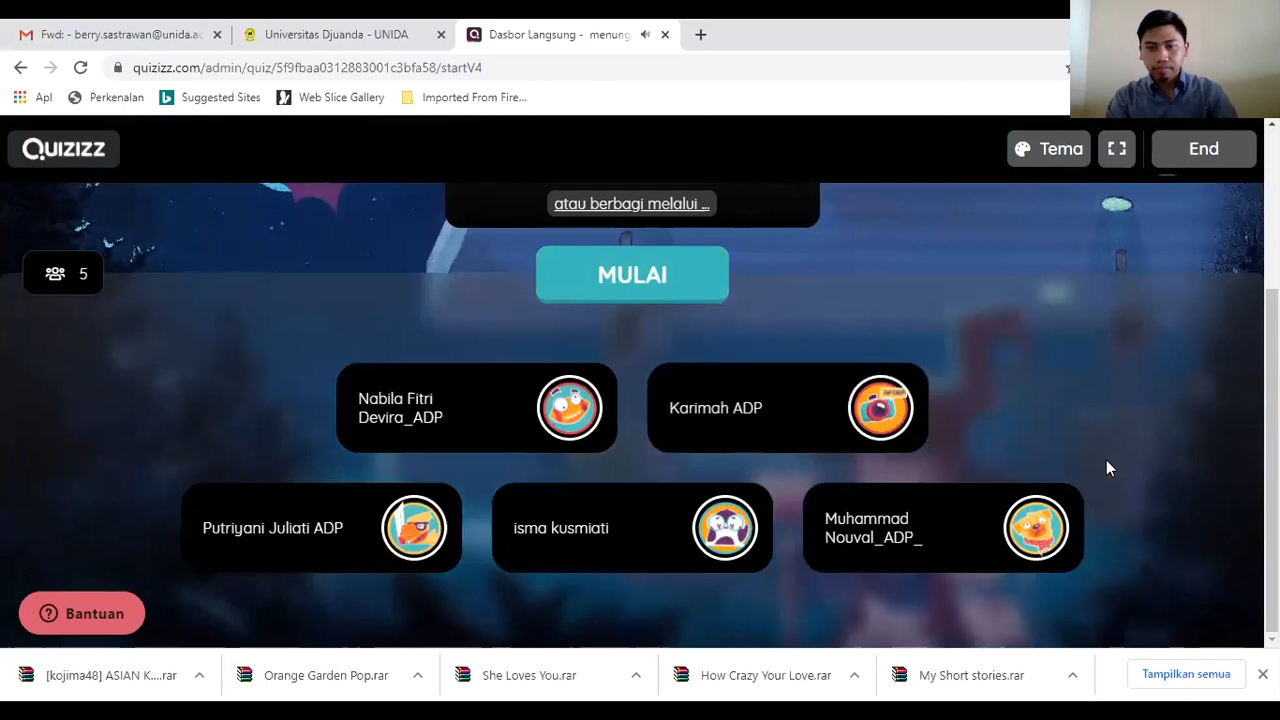 Fwd: - berry.sastrawan@unida.ac
Universitas Djuanda - UNIDA
Dasbor Langsung - menung
quizizz.com/admin/quiz/5f9fbaa0312883001c3bfa58/startV4
Apl
Perkenalan
Suggested Sites
Web Slice Gallery
Imported From Fire...
QUIZIZZ
Tema
End
atau berbagi melalui ...
5
MULAI
Nabila Fitri
Devira_ADP
Karimah ADP
Putriyani Juliati ADP
isma kusmiati
Muhammad
Nouval_ADP_
Bantuan
[kojima48] ASIAN K....rar
Orange Garden Pop.rar
She Loves You.rar
How Crazy Your Love.rar
My Short stories.rar
Tampilkan semua